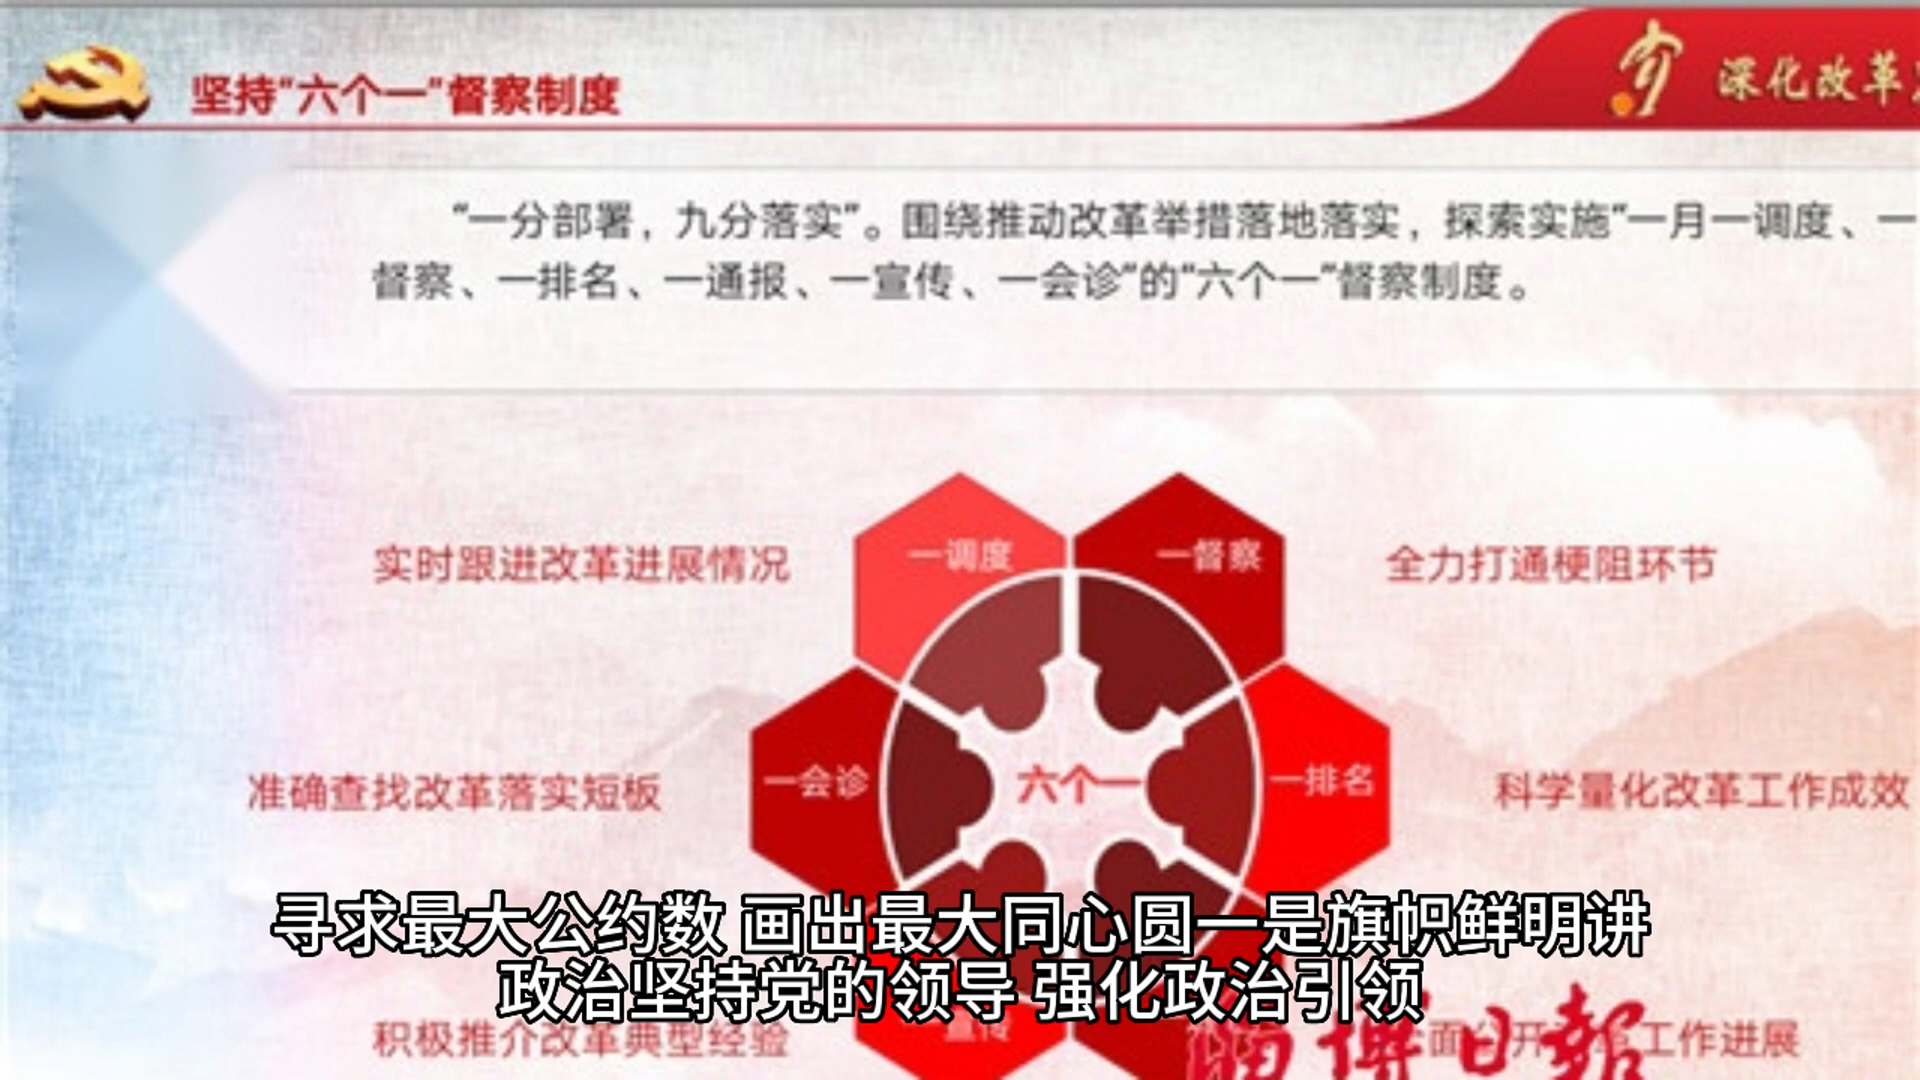 坚持“六个一”督察制度
深化改革
“一分部署，九分落实”。围绕推动改革举措落地落实，探索实施“一月一调度、一
督察、一排名、一通报、一宣传、一会诊”的“六个一”督察制度。
实时跟进改革进展情况
一调度
一督察
全力打通梗阻环节
准确查找改革落实短板
一会诊
六个一
一排名
科学量化改革工作成效
寻求最大公约数 画出最大同心圆一是旗帜鲜明讲
政治坚持党的领导 强化政治引领
积极推介改革典型经验
一宣传
工作进展
淄博日報